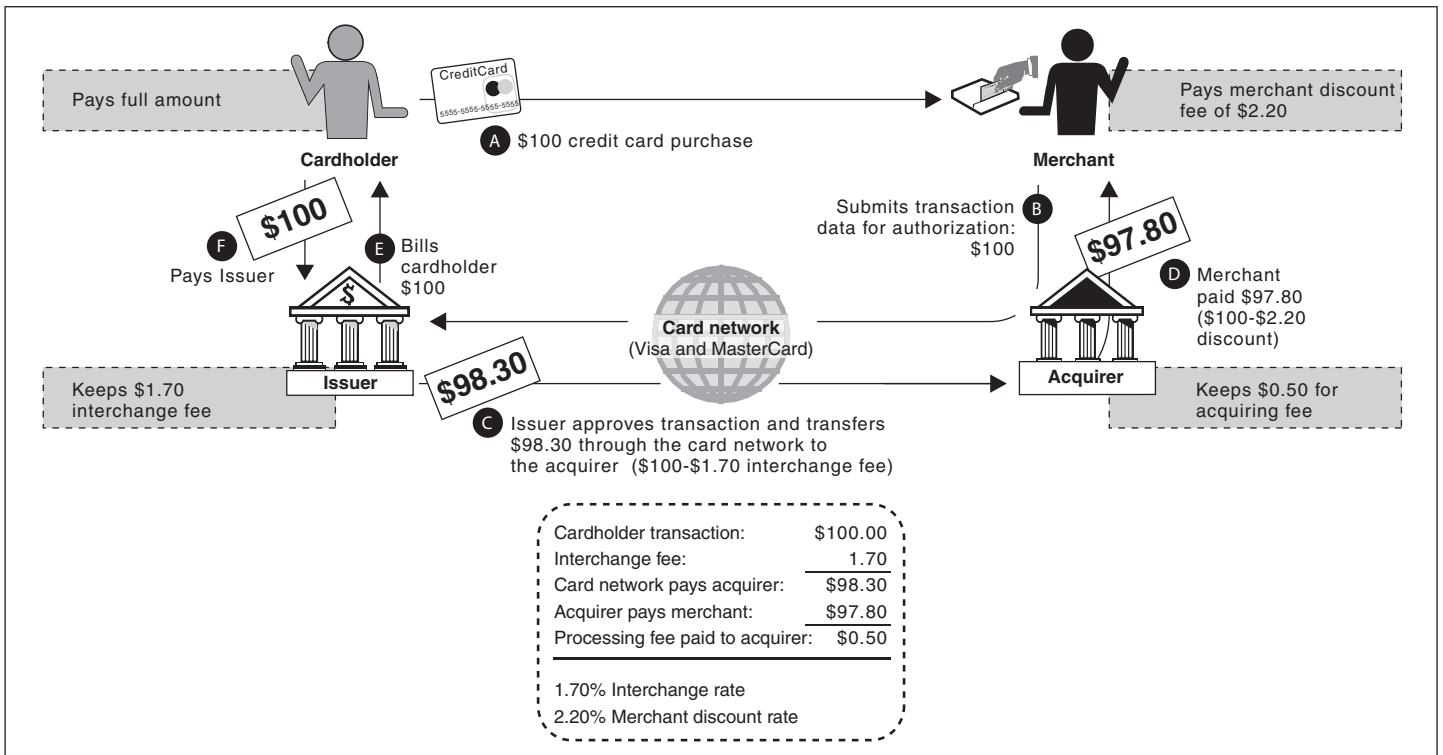 CreditCard
5555-5555-5555-5555
Pays full amount
Pays merchant discount
fee of $2.20
A $100 credit card purchase
Cardholder
Merchant
$100
F
Pays Issuer
E Bills
cardholder
$100
Submits transaction
data for authorization:
$100
B
$97.80
D Merchant
paid $97.80
($100-$2.20
discount)
$
Card network
(Visa and MasterCard)
Issuer
Acquirer
$98.30
Keeps $1.70
interchange fee
Keeps $0.50 for
acquiring fee
C Issuer approves transaction and transfers
$98.30 through the card network to
the acquirer ($100-$1.70 interchange fee)
Cardholder transaction: $100.00
Interchange fee: 1.70
Card network pays acquirer: $98.30
Acquirer pays merchant: $97.80
Processing fee paid to acquirer: $0.50
1.70% Interchange rate
2.20% Merchant discount rate